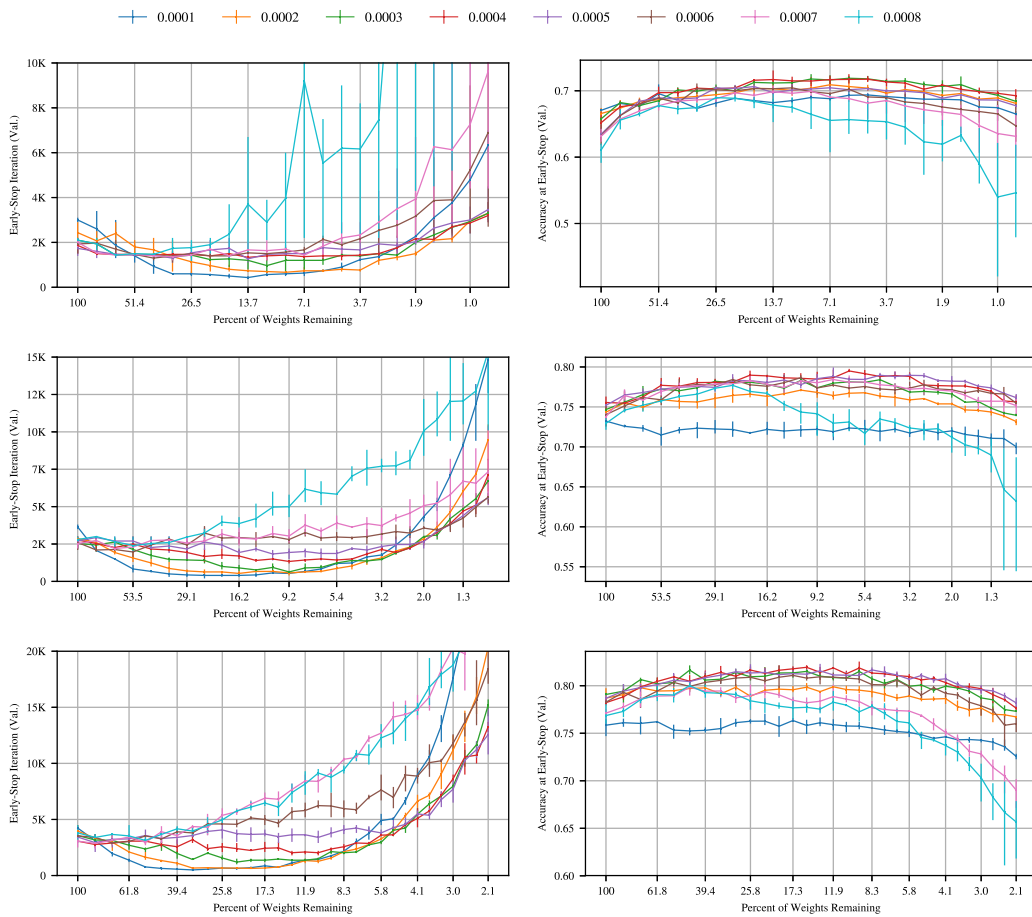 0.0001 0.0002 0.0003 0.0004 0.0005 0.0006 0.0007 0.0008
10K
8K
6K
4K
2K
0
Early-Stop Iteration (Val.)
100 51.4 26.5 13.7 7.1 3.7 1.9 1.0
Percent of Weights Remaining
0.7
0.6
0.5
Accuracy at Early-Stop (Val.)
100 51.4 26.5 13.7 7.1 3.7 1.9 1.0
Percent of Weights Remaining
15K
12K
10K
7K
5K
2K
0
Early-Stop Iteration (Val.)
100 53.5 29.1 16.2 9.2 5.4 3.2 2.0 1.3
Percent of Weights Remaining
0.80
0.75
0.70
0.65
0.60
0.55
Accuracy at Early-Stop (Val.)
100 53.5 29.1 16.2 9.2 5.4 3.2 2.0 1.3
Percent of Weights Remaining
20K
15K
10K
5K
0
Early-Stop Iteration (Val.)
100 61.8 39.4 25.8 17.3 11.9 8.3 5.8 4.1 3.0 2.1
Percent of Weights Remaining
0.80
0.75
0.70
0.65
0.60
Accuracy at Early-Stop (Val.)
100 61.8 39.4 25.8 17.3 11.9 8.3 5.8 4.1 3.0 2.1
Percent of Weights Remaining